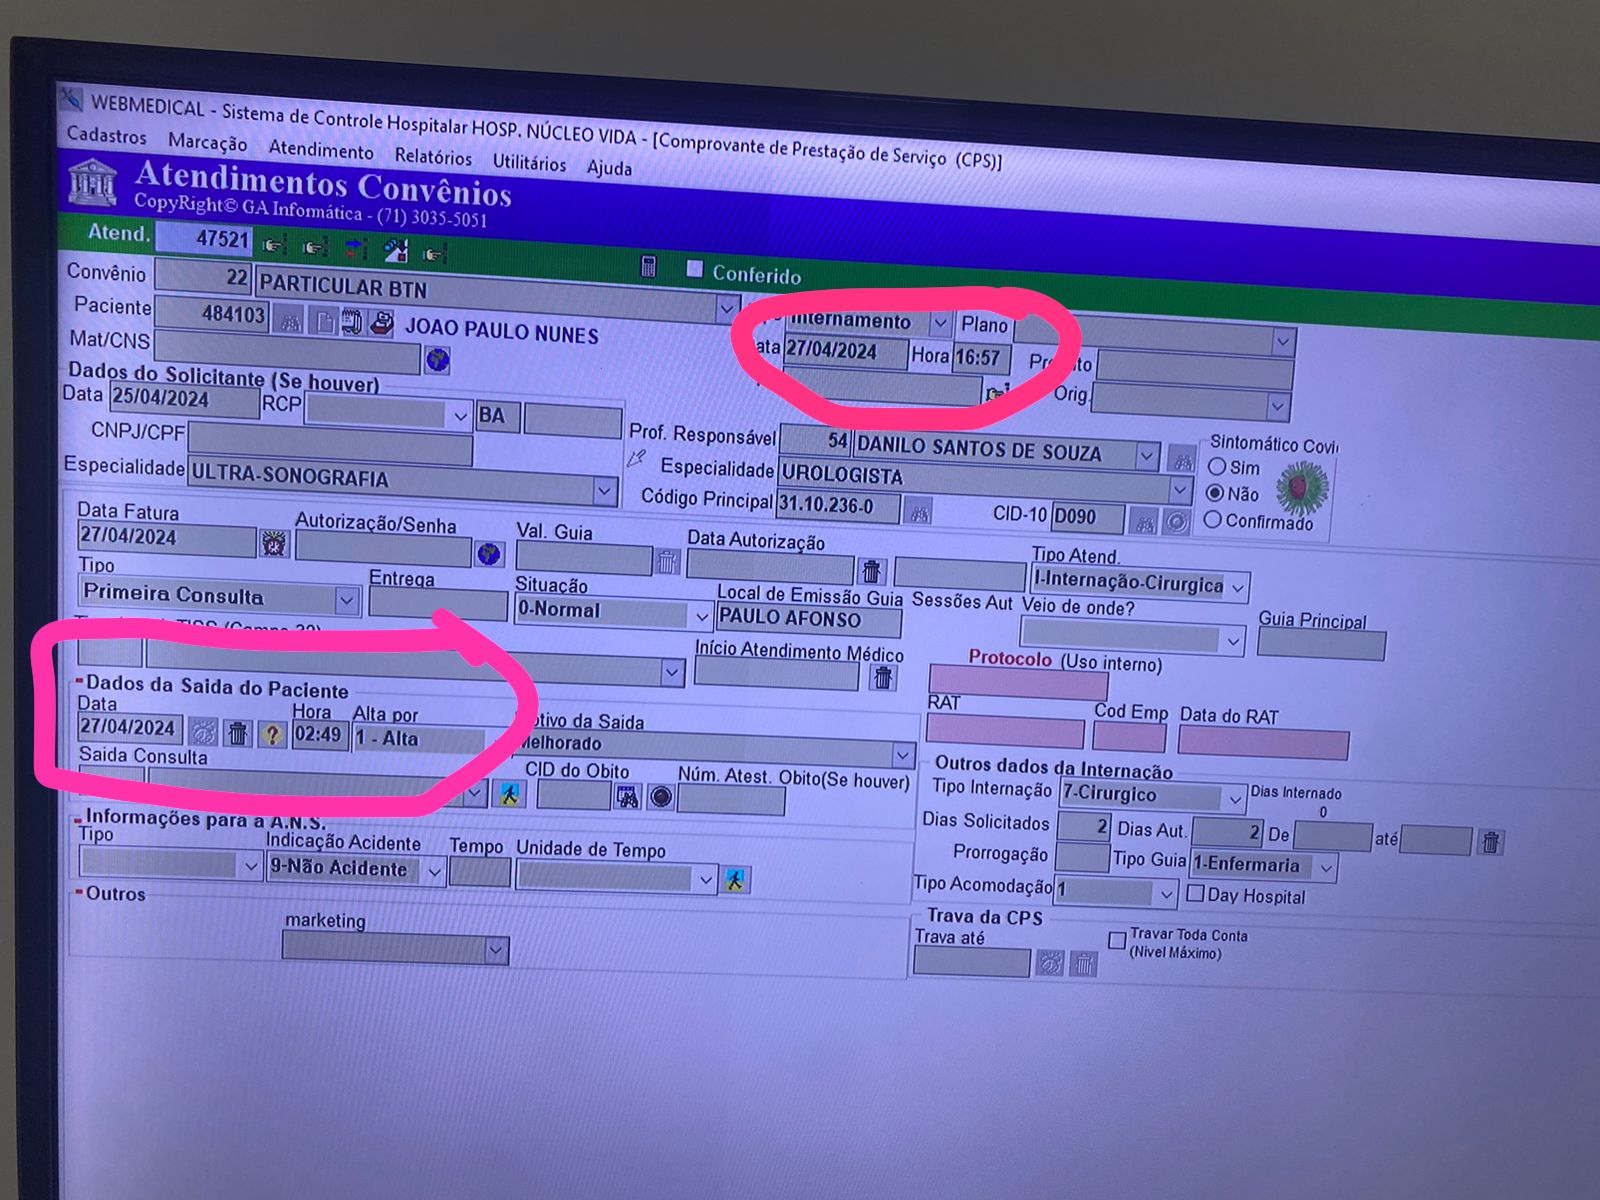 WEBMEDICAL - Sistema de Controle Hospitalar HOSP. NÚCLEO VIDA - [Comprovante de Prestação de Serviço (CPS)]
Cadastros Marcação Atendimento Relatórios Utilitários Ajuda
Atendimentos Convênios
CopyRight© GA Informática - (71) 3035-5051
Atend. 47521 Conferido
Convênio 22 PARTICULAR BTN
Internamento Plano
Paciente 484103 JOAO PAULO NUNES
27/04/2024 Hora 16:57
Mat/CNS
Orig.
Dados do Solicitante (Se houver)
Data 25/04/2024 RCP BA
CNPJ/CPF
Especialidade ULTRA-SONOGRAFIA
Prof. Responsável 54 DANILO SANTOS DE SOUZA
Especialidade UROLOGISTA
Código Principal 31.10.236-0 CID-10 D090
Sintomático Covi
Sim
Não
Confirmado
Data Fatura Autorização/Senha Val. Guia Data Autorização Tipo Atend.
27/04/2024 I-Internação-Cirurgica
Tipo Entrega Situação Local de Emissão Guia Sessões Aut Veio de onde? Guia Principal
Primeira Consulta 0-Normal PAULO AFONSO
Início Atendimento Médico
Protocolo (Uso interno)
Dados da Saida do Paciente
Data Hora Alta por Motivo da Saida
27/04/2024 02:49 1 - Alta Melhorado
RAT Cod Emp Data do RAT
Saida Consulta CID do Obito Núm. Atest. Obito(Se houver)
Outros dados da Internação
Tipo Internação 7-Cirurgico Dias Internado
0
Dias Solicitados 2 Dias Aut. 2 De até
Prorrogação Tipo Guia 1-Enfermaria
Tipo Acomodação 1 Day Hospital
Informações para a A.N.S.
Tipo Indicação Acidente Tempo Unidade de Tempo
9-Não Acidente
Outros
marketing
Trava da CPS
Trava até Travar Toda Conta
(Nivel Máximo)